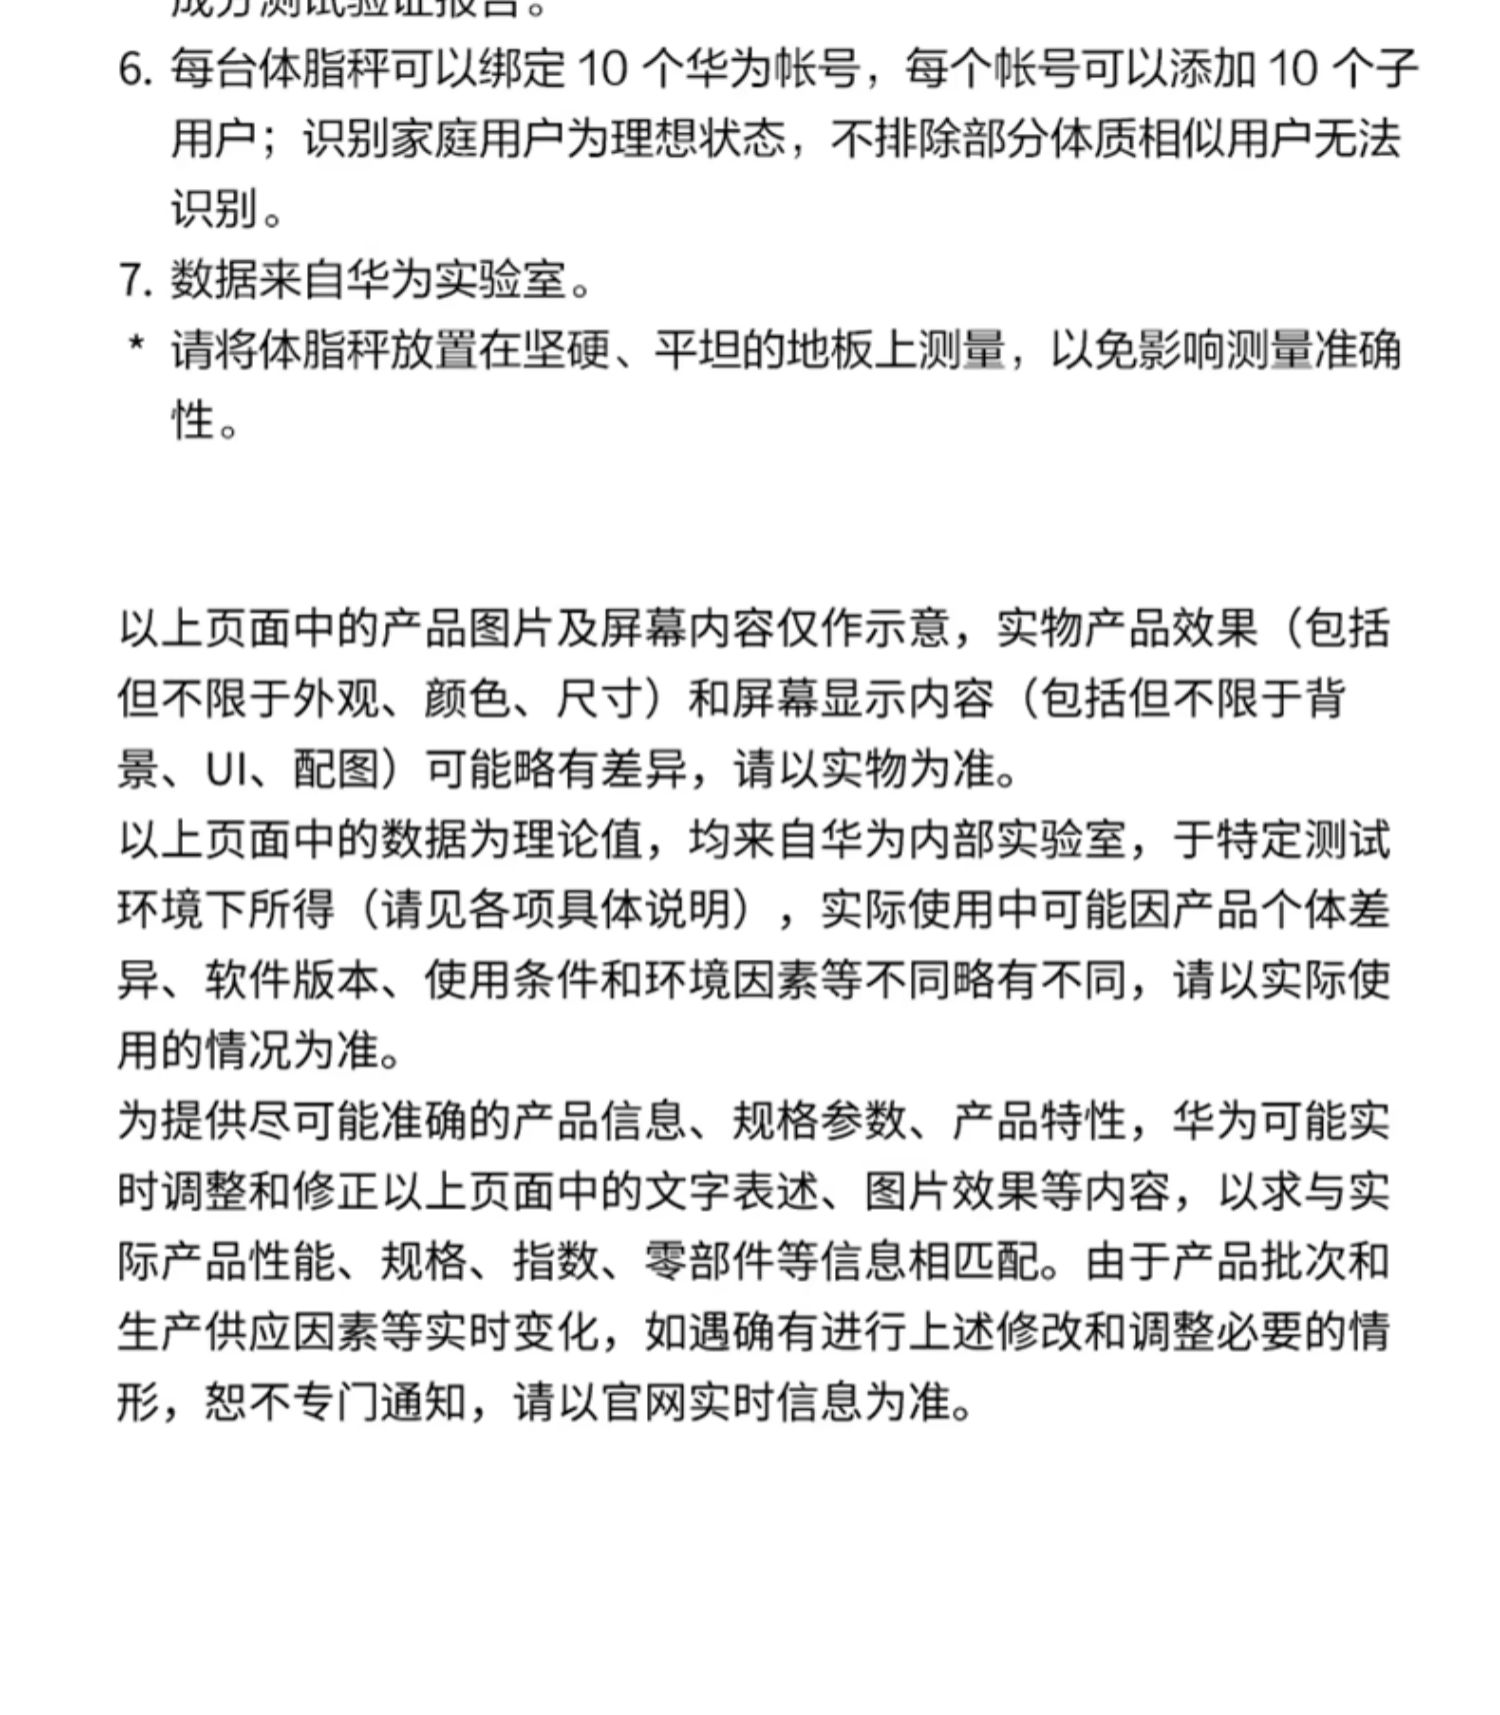 成分测试验证报告。
6. 每台体脂秤可以绑定 10 个华为帐号，每个帐号可以添加 10 个子
用户；识别家庭用户为理想状态，不排除部分体质相似用户无法
识别。
7. 数据来自华为实验室。
* 请将体脂秤放置在坚硬、平坦的地板上测量，以免影响测量准确
性。
以上页面中的产品图片及屏幕内容仅作示意，实物产品效果（包括
但不限于外观、颜色、尺寸）和屏幕显示内容（包括但不限于背
景、UI、配图）可能略有差异，请以实物为准。
以上页面中的数据为理论值，均来自华为内部实验室，于特定测试
环境下所得（请见各项具体说明），实际使用中可能因产品个体差
异、软件版本、使用条件和环境因素等不同略有不同，请以实际使
用的情况为准。
为提供尽可能准确的产品信息、规格参数、产品特性，华为可能实
时调整和修正以上页面中的文字表述、图片效果等内容，以求与实
际产品性能、规格、指数、零部件等信息相匹配。由于产品批次和
生产供应因素等实时变化，如遇确有进行上述修改和调整必要的情
形，恕不专门通知，请以官网实时信息为准。